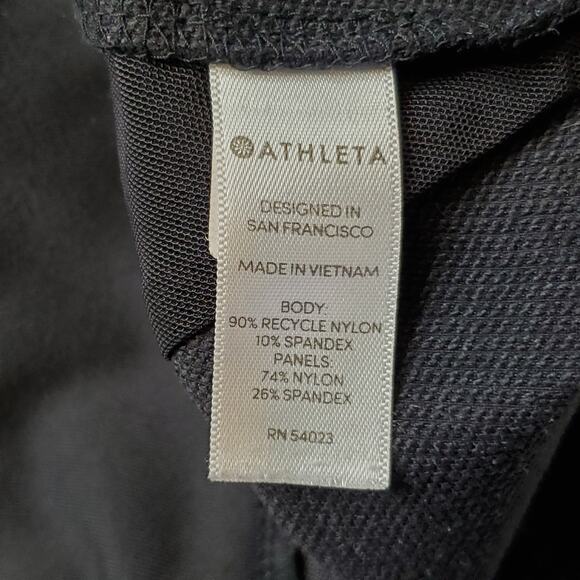 ATHLETA
DESIGNED IN
SAN FRANCISCO
MADE IN VIETNAM
BODY:
90% RECYCLE NYLON
10% SPANDEX
PANELS:
74% NYLON
26% SPANDEX
RN 54023